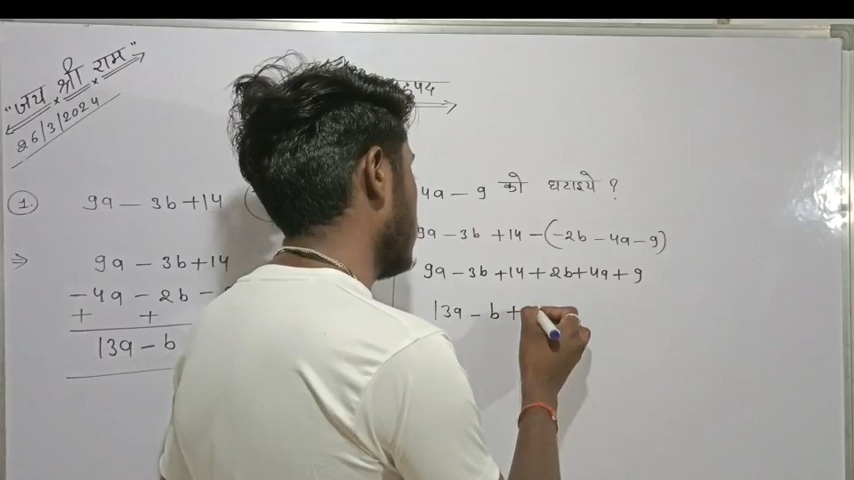 "जय श्री राम"
26/3/2024
1. 9a - 3b + 14 ( 4a - 9 को घटाइये ?
⇒ 9a - 3b + 14
- 4a - 2b -
+ +
13a - b
9a - 3b + 14 - (-2b - 4a - 9)
9a - 3b + 14 + 2b + 4a + 9
13a - b +